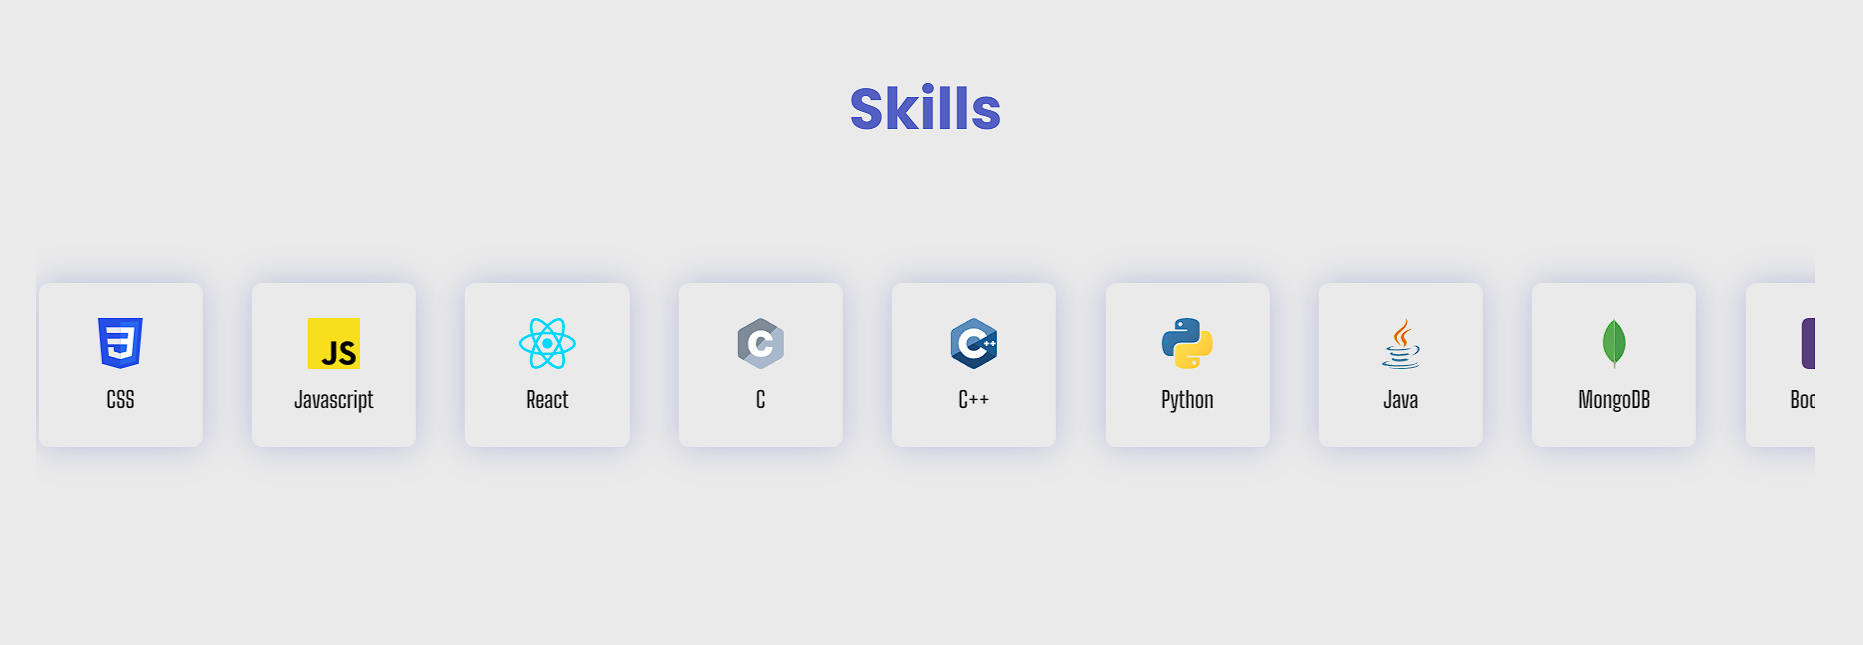 Skills
JS
C
C++
CSS
Javascript
React
C
C++
Python
Java
MongoDB